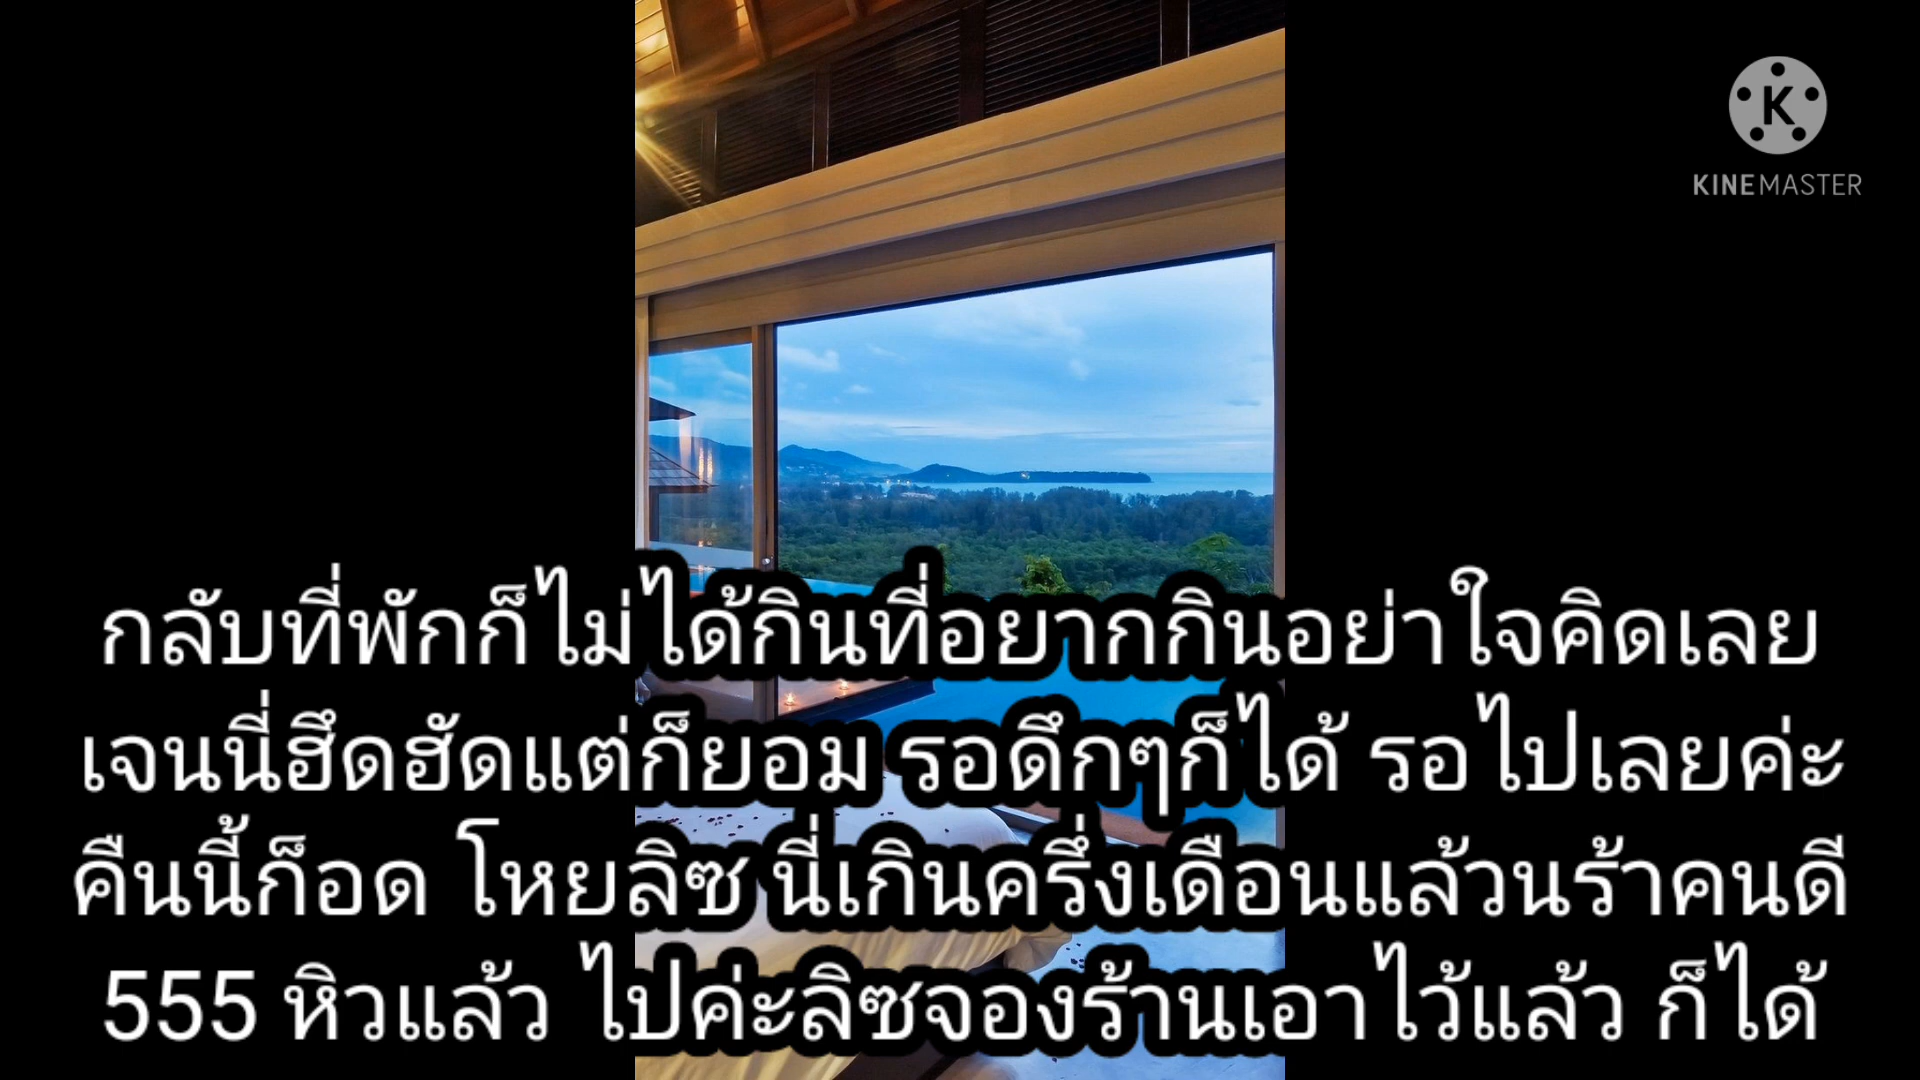 KINEMASTER
กลับที่พักก็ไม่ได้กินที่อยากกินอย่าใจคิดเลย
เจนนี่ฮึดฮัดแต่ก็ยอม รอดึกๆก็ได้ รอไปเลยค่ะ
คืนนี้ก็อด โหยลิซ นี่เกินครึ่งเดือนแล้วนร้าคนดี
555 หิวแล้ว ไปค่ะลิซจองร้านเอาไว้แล้ว ก็ได้